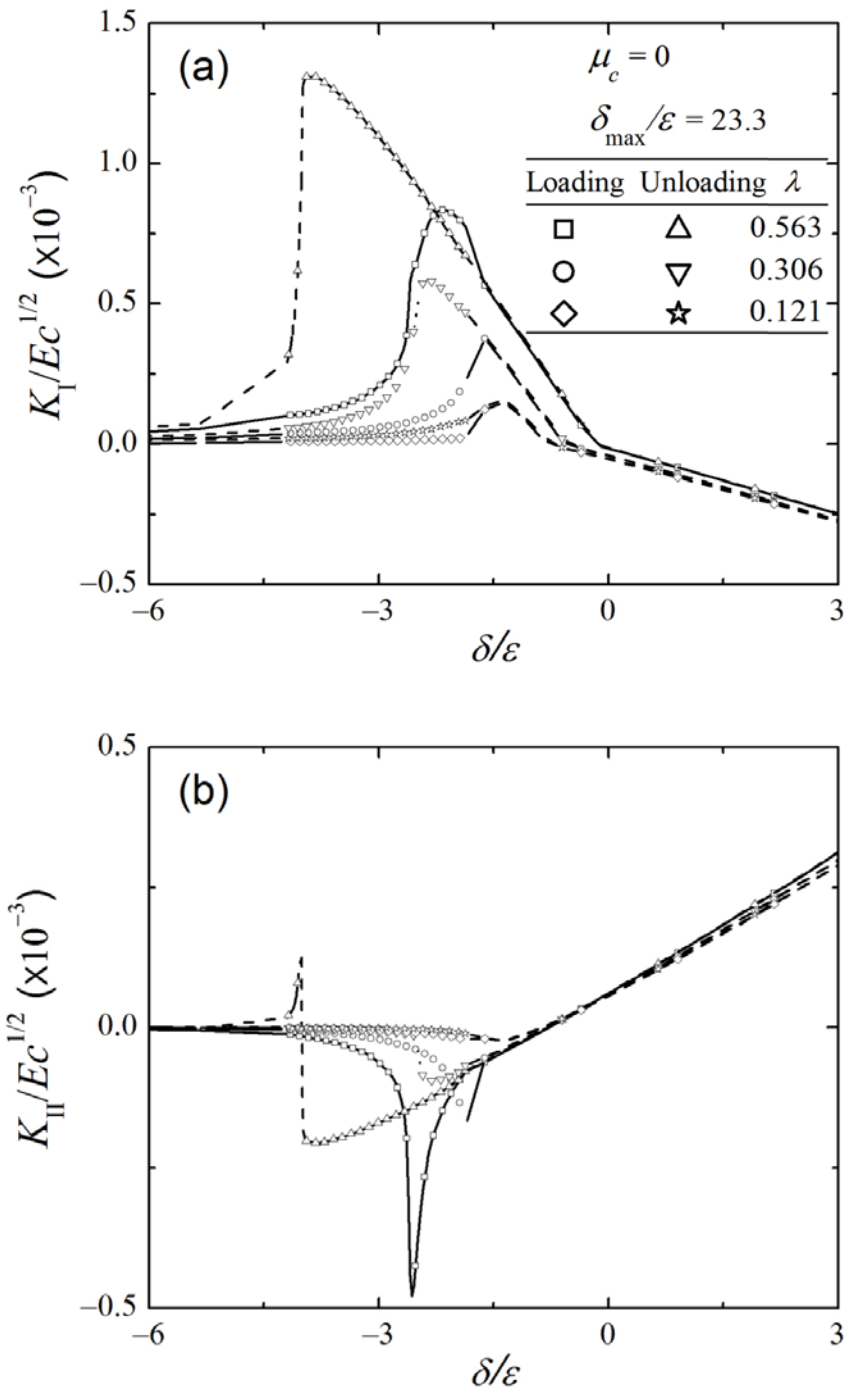 (a)
μc = 0
δmax/ε = 23.3
Loading Unloading λ
0.563
0.306
0.121
1.5
1.0
0.5
0.0
−0.5
KI/Ec1/2 (x10−3)
−6 −3 0 3
δ/ε
(b)
0.5
0.0
−0.5
KII/Ec1/2 (x10−3)
−6 −3 0 3
δ/ε